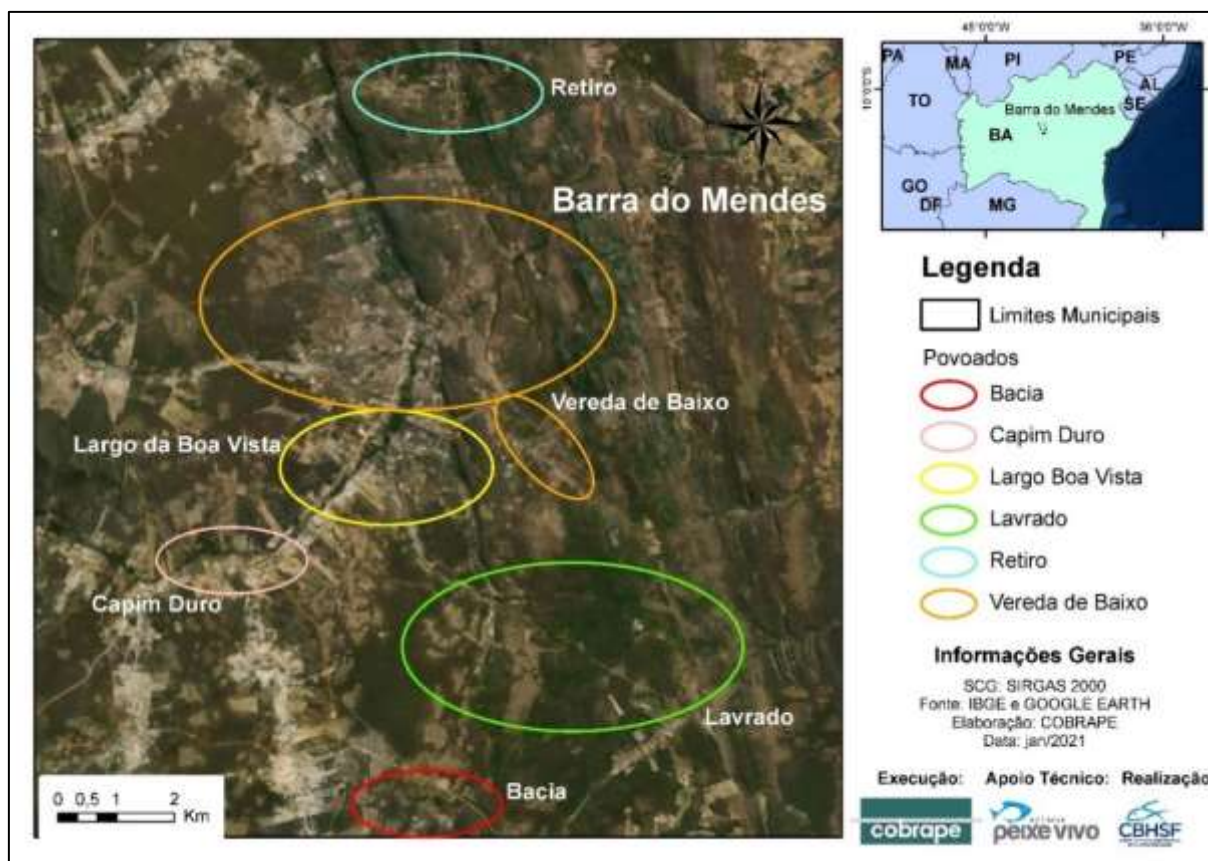 Retiro
Barra do Mendes
Vereda de Baixo
Largo da Boa Vista
Capim Duro
Lavrado
Bacia
0 0,5 1 2
Km
45°0'0"W
10°0'0"S
PA
MA
PI
PE
AL
SE
TO
Barra do Mendes
BA
GO
DF
MG
Legenda
Limites Municipais
Povoados
Bacia
Capim Duro
Largo Boa Vista
Lavrado
Retiro
Vereda de Baixo
Informações Gerais
SCG: SIRGAS 2000
Fonte: IBGE e GOOGLE EARTH
Elaboração: COBRAPE
Data: jan/2021
Execução: Apoio Técnico: Realização
cobrape
peixe vivo
CBHSF